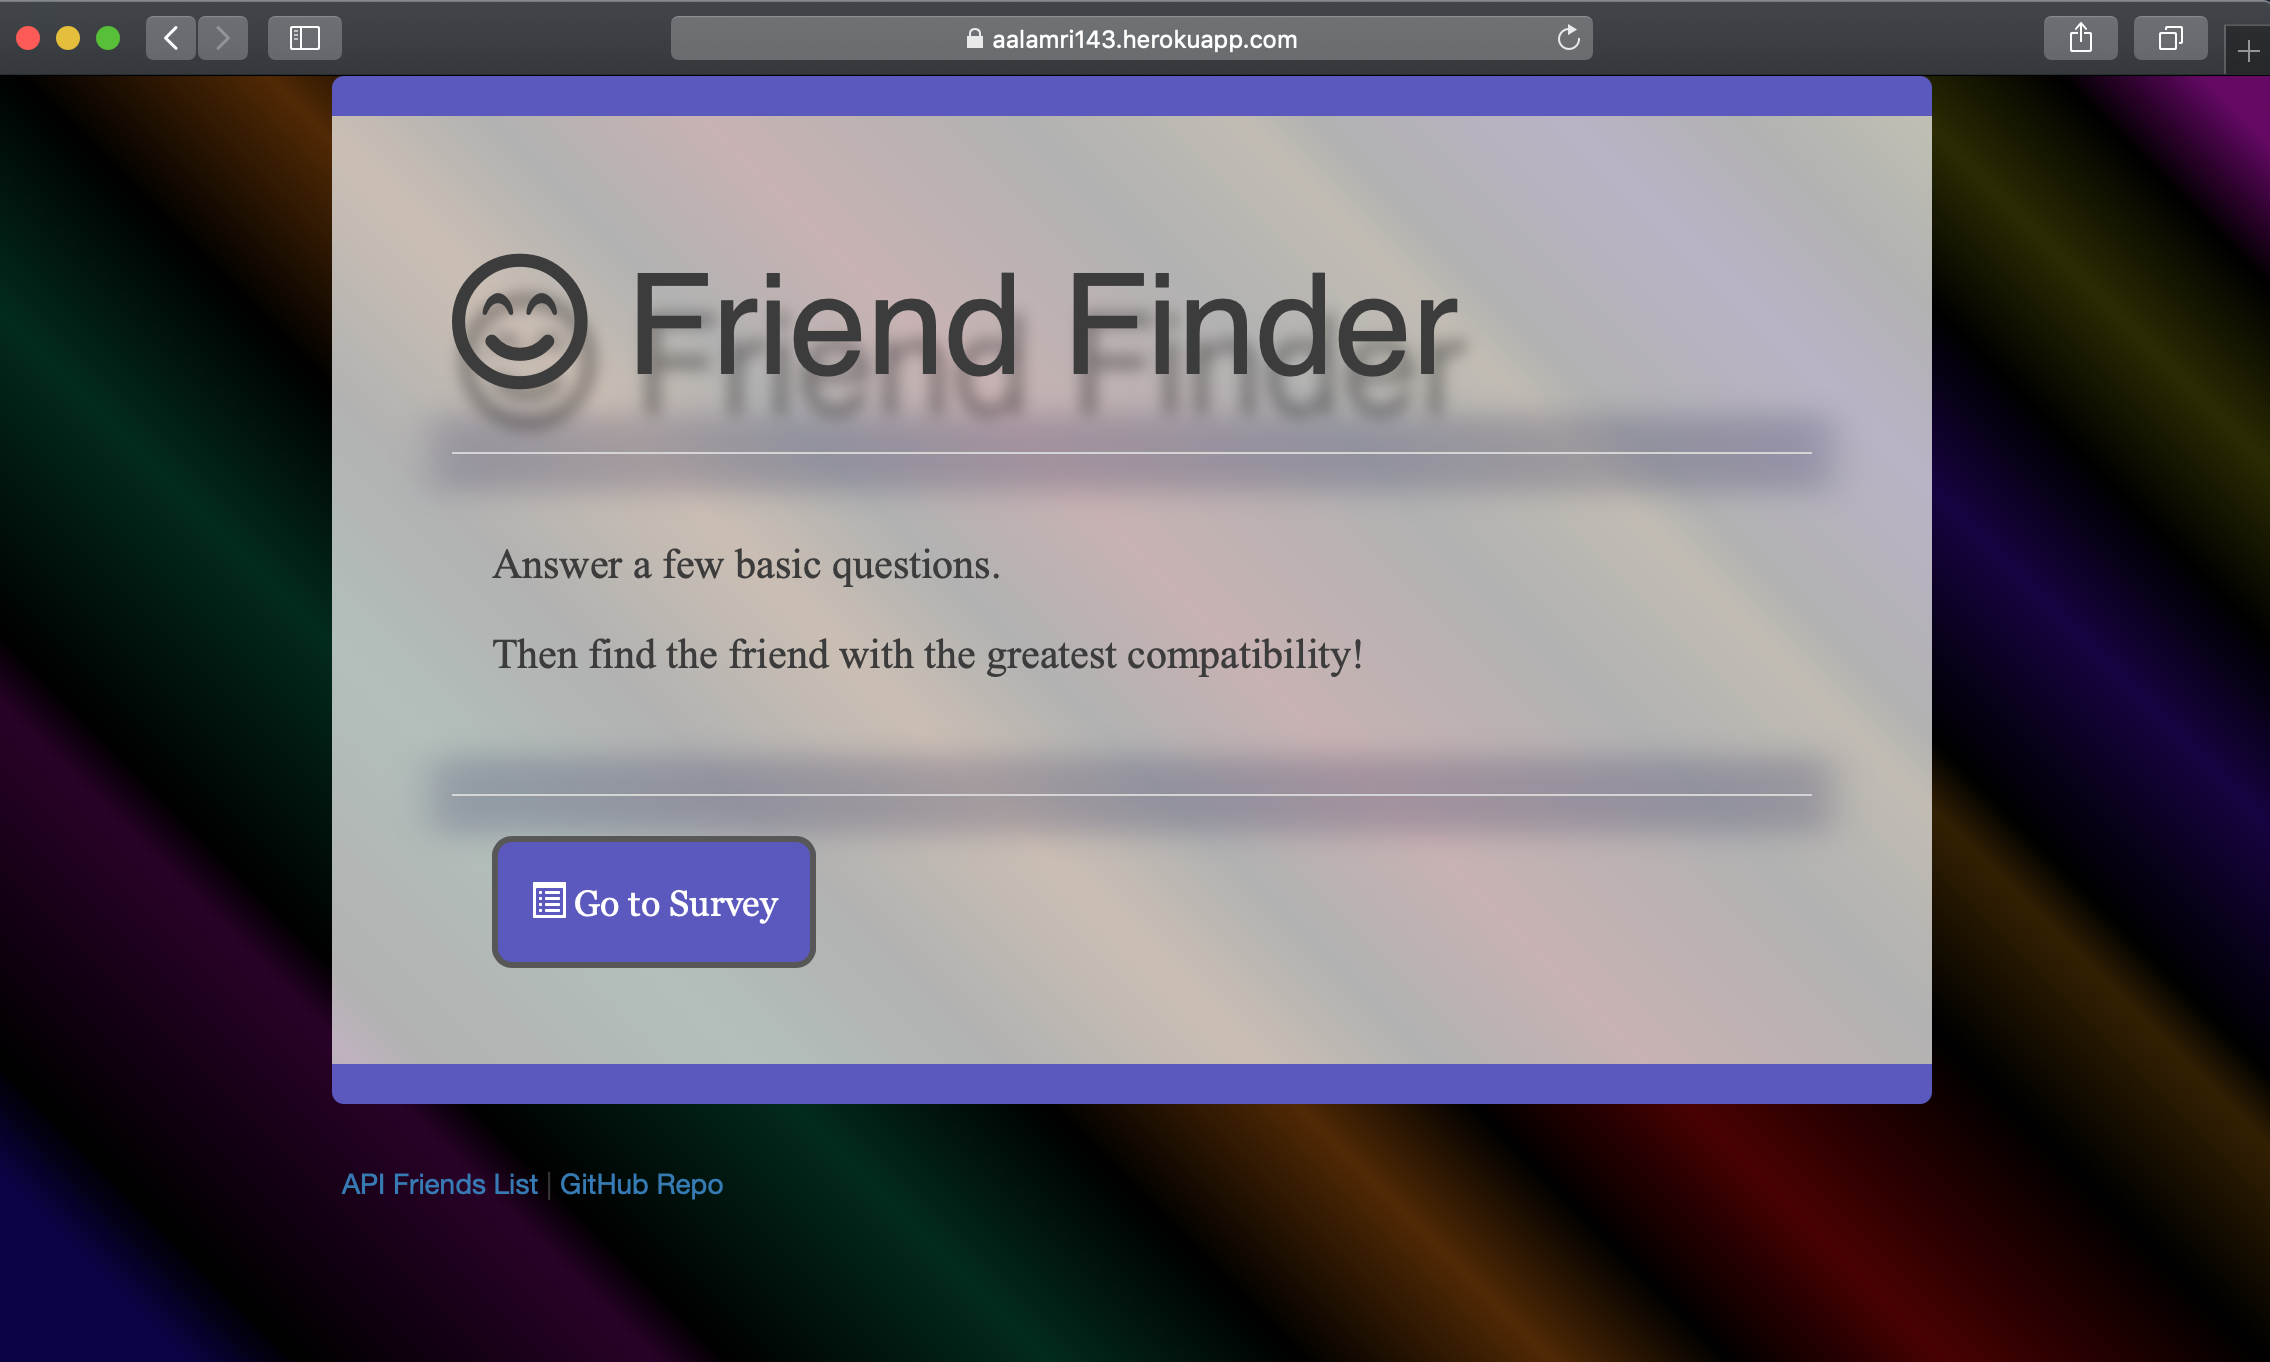 aalamri143.herokuapp.com
Friend Finder
Answer a few basic questions.
Then find the friend with the greatest compatibility!
Go to Survey
API Friends List | GitHub Repo